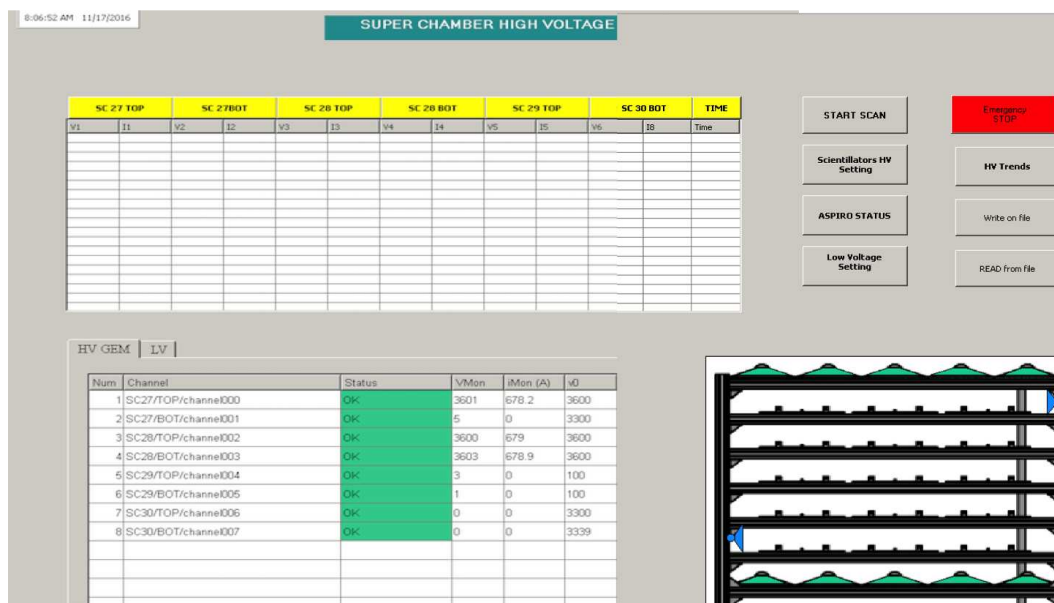 8:06:52 AM 11/17/2016
SUPER CHAMBER HIGH VOLTAGE
SC 27 TOP SC 27BOT SC 28 TOP SC 28 BOT SC 29 TOP SC 30 BOT TIME
V1 I1 V2 I2 V3 I3 V4 I4 V5 I5 V6 I8 Time
START SCAN
Emergency
STOP
Scientillators HV
Setting
HV Trends
ASPIRO STATUS
Write on file
Low Voltage
Setting
READ from file
HV GEM LV
Num Channel Status VMon iMon (A) v0
1 SC27/TOP/channel000 OK 3601 678.2 3600
2 SC27/BOT/channel001 OK 5 0 3300
3 SC28/TOP/channel002 OK 3600 679 3600
4 SC28/BOT/channel003 OK 3603 678.9 3600
5 SC29/TOP/channel004 OK 3 0 100
6 SC29/BOT/channel005 OK 1 0 100
7 SC30/TOP/channel006 OK 0 0 3300
8 SC30/BOT/channel007 OK 0 0 3339